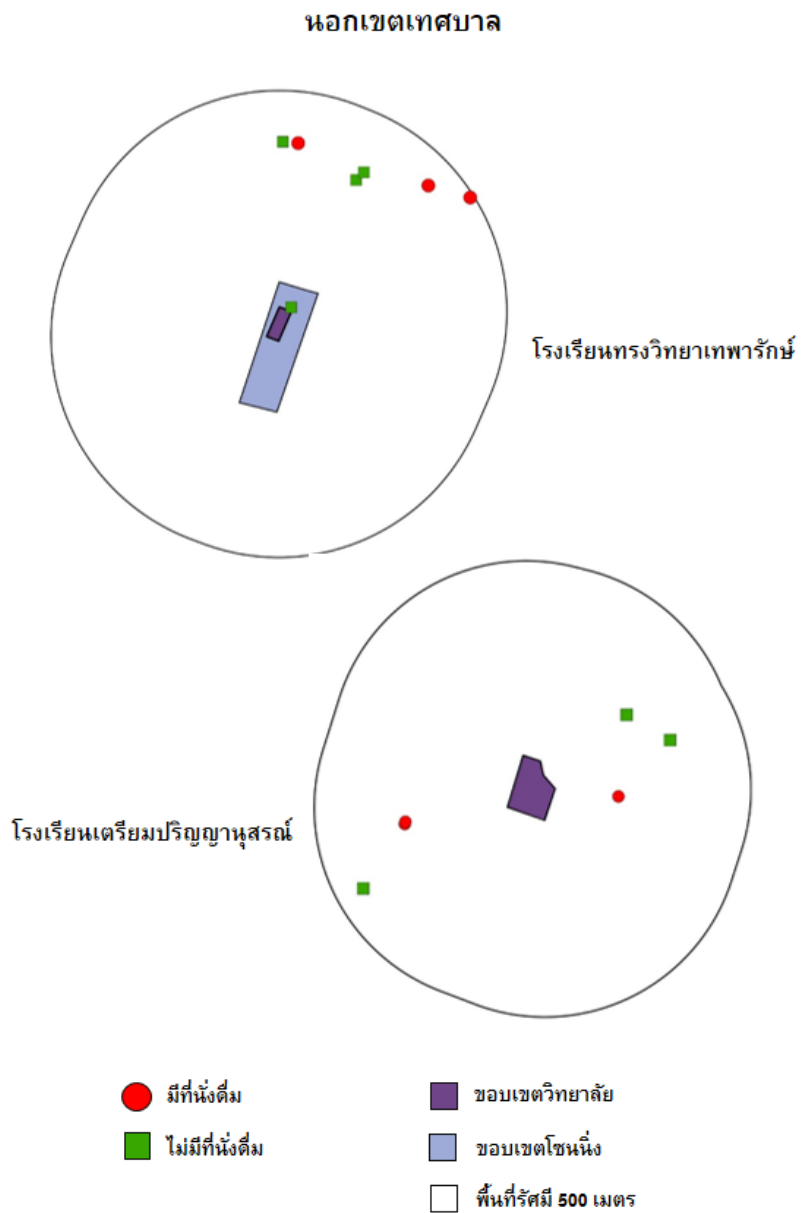 นอกเขตเทศบาล
โรงเรียนทรงวิทยาเทพารักษ์
โรงเรียนเตรียมปริญญานุสรณ์
มีที่นั่งดื่ม
ไม่มีที่นั่งดื่ม
ขอบเขตวิทยาลัย
ขอบเขตโซนนิ่ง
พื้นที่รัศมี 500 เมตร